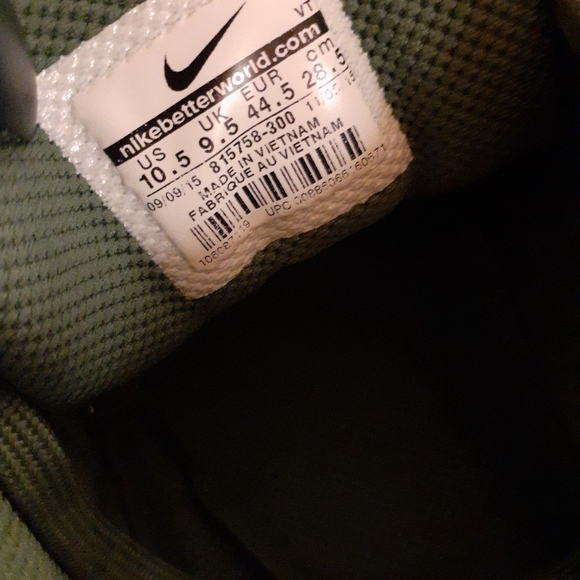 VT
nikebetterworld.com
US UK EUR cm
10.5 9.5 44.5 28.5
09/09/15 815758-300
MADE IN VIETNAM
FABRIQUE AU VIETNAM
UPC